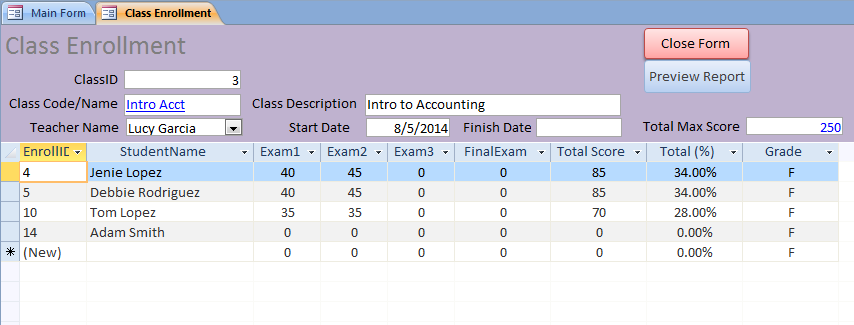 Main Form Class Enrollment
Class Enrollment
Close Form
Preview Report
ClassID 3
Class Code/Name Intro Acct Class Description Intro to Accounting
Teacher Name Lucy Garcia Start Date 8/5/2014 Finish Date Total Max Score 250
EnrollID StudentName Exam1 Exam2 Exam3 FinalExam Total Score Total (%) Grade
4 Jenie Lopez 40 45 0 0 85 34.00% F
5 Debbie Rodriguez 40 45 0 0 85 34.00% F
10 Tom Lopez 35 35 0 0 70 28.00% F
14 Adam Smith 0 0 0 0 0 0.00% F
(New) 0 0 0 0 0 0.00% F